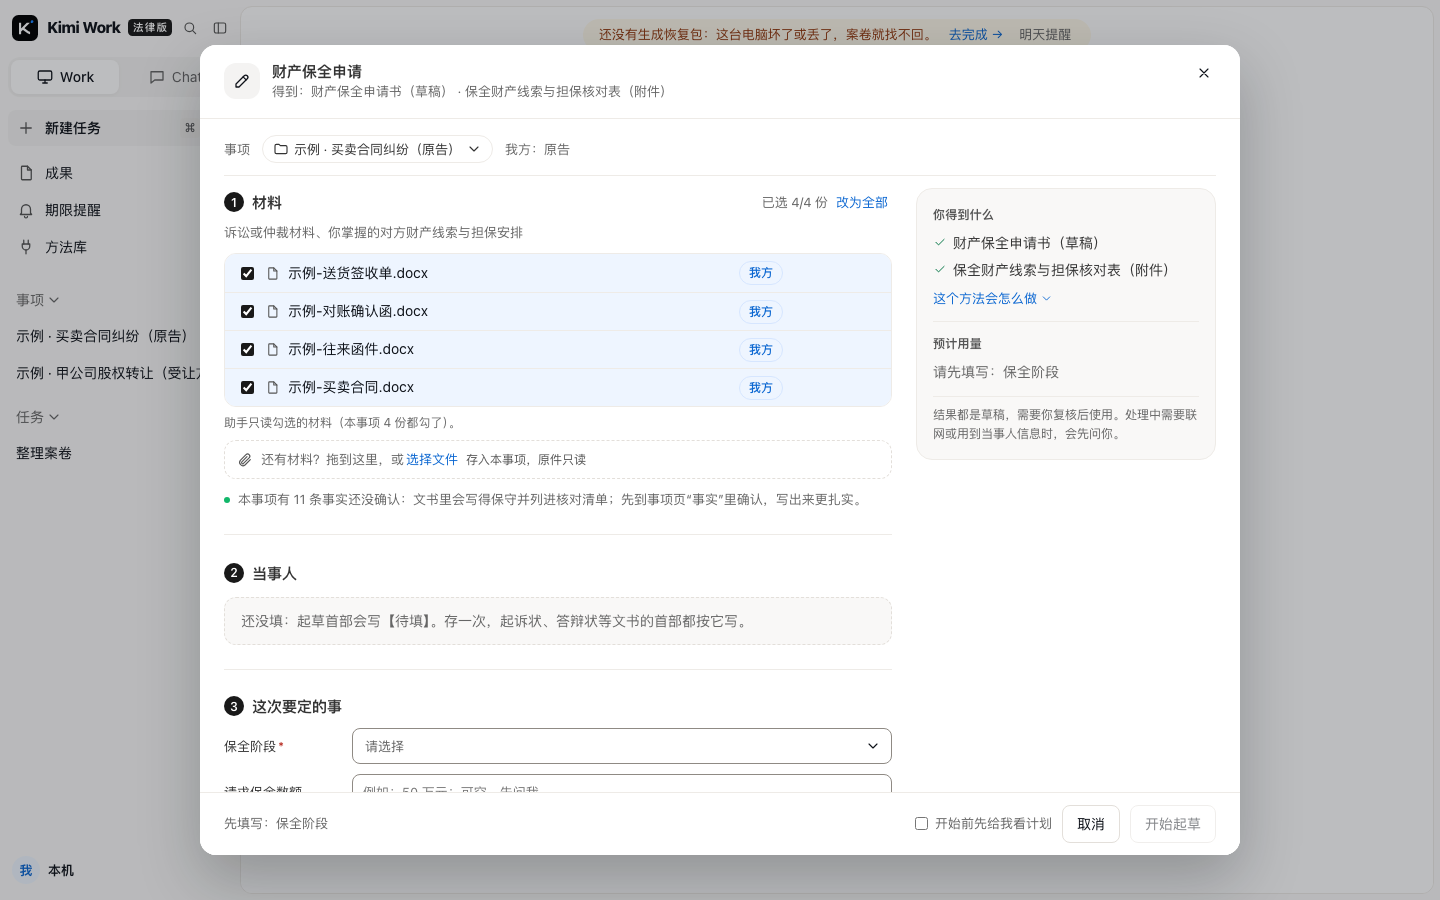 Kimi Work 法律版
还没有生成恢复包：这台电脑坏了或丢了，案卷就找不回。 去完成 → 明天提醒
Work
Chat
新建任务 ⌘
成果
期限提醒
方法库
事项
示例 · 买卖合同纠纷（原告）
示例 · 甲公司股权转让（受让
任务
整理案卷
我 本机
财产保全申请
得到：财产保全申请书（草稿） · 保全财产线索与担保核对表（附件）
事项 示例 · 买卖合同纠纷（原告） 我方：原告
1 材料 已选 4/4 份 改为全部
诉讼或仲裁材料、你掌握的对方财产线索与担保安排
示例-送货签收单.docx 我方
示例-对账确认函.docx 我方
示例-往来函件.docx 我方
示例-买卖合同.docx 我方
助手只读勾选的材料（本事项 4 份都勾了）。
还有材料？拖到这里，或 选择文件 存入本事项，原件只读
本事项有 11 条事实还没确认：文书里会写得保守并列进核对清单；先到事项页“事实”里确认，写出来更扎实。
2 当事人
还没填：起草首部会写【待填】。存一次，起诉状、答辩状等文书的首部都按它写。
3 这次要定的事
保全阶段 * 请选择
请求保全数额 例如：50 万元；可空，先问我
你得到什么
财产保全申请书（草稿）
保全财产线索与担保核对表（附件）
这个方法会怎么做
预计用量
请先填写：保全阶段
结果都是草稿，需要你复核后使用。处理中需要联
网或用到当事人信息时，会先问你。
先填写：保全阶段 开始前先给我看计划 取消 开始起草